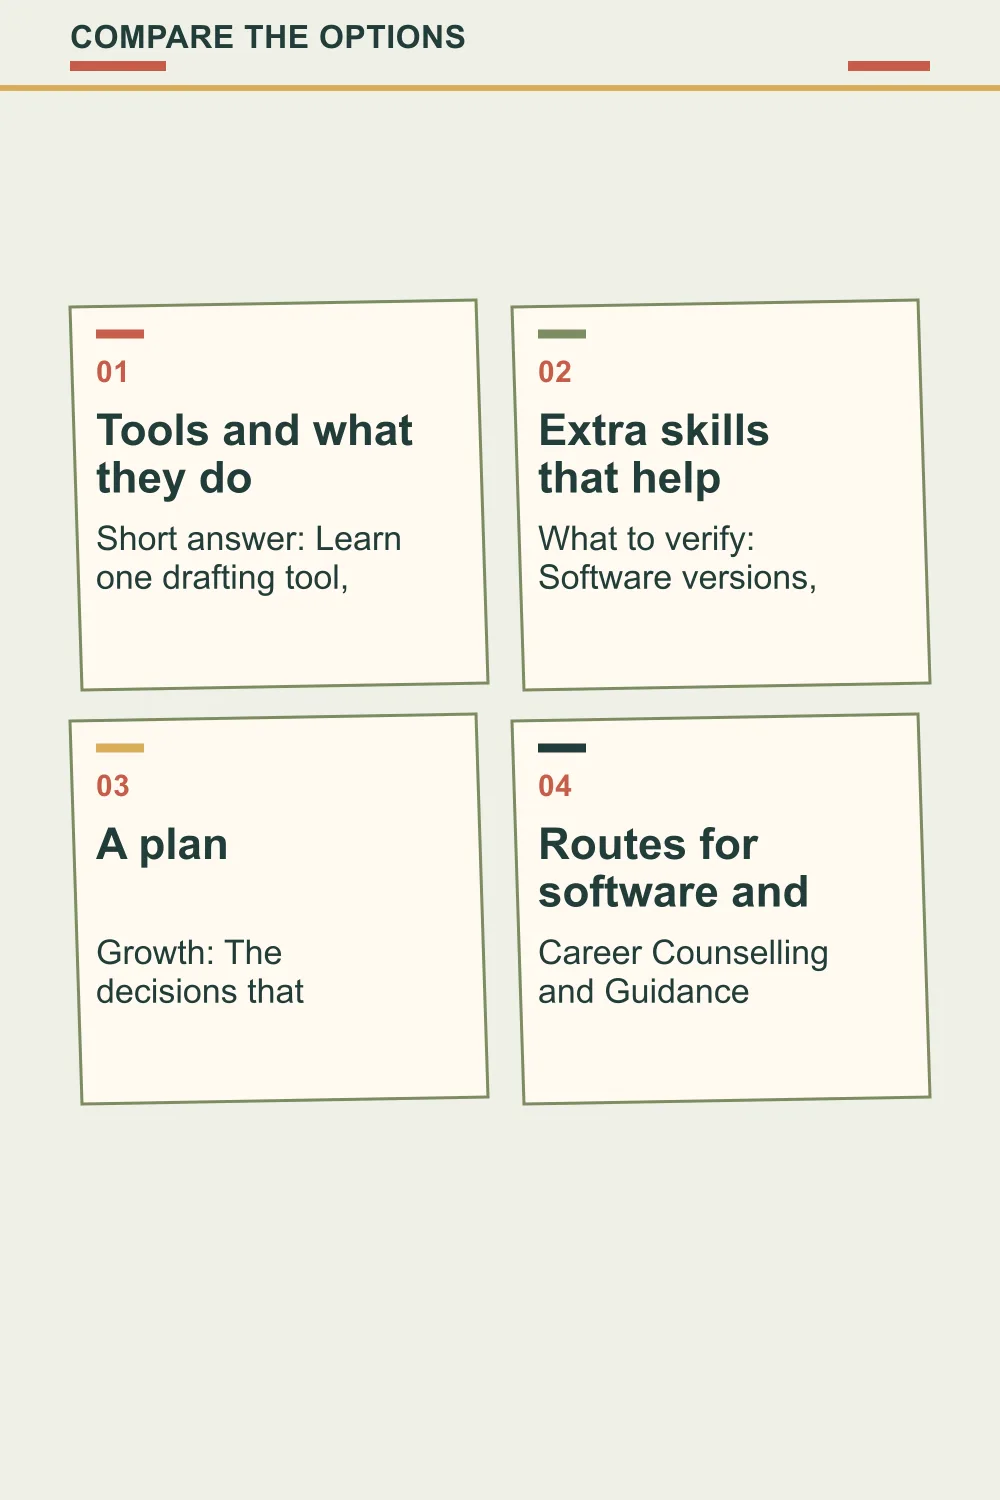 COMPARE THE OPTIONS
01
Tools and what
they do
Short answer: Learn
one drafting tool,
02
Extra skills
that help
What to verify:
Software versions,
03
A plan
Growth: The
decisions that
04
Routes for
software and
Career Counselling
and Guidance